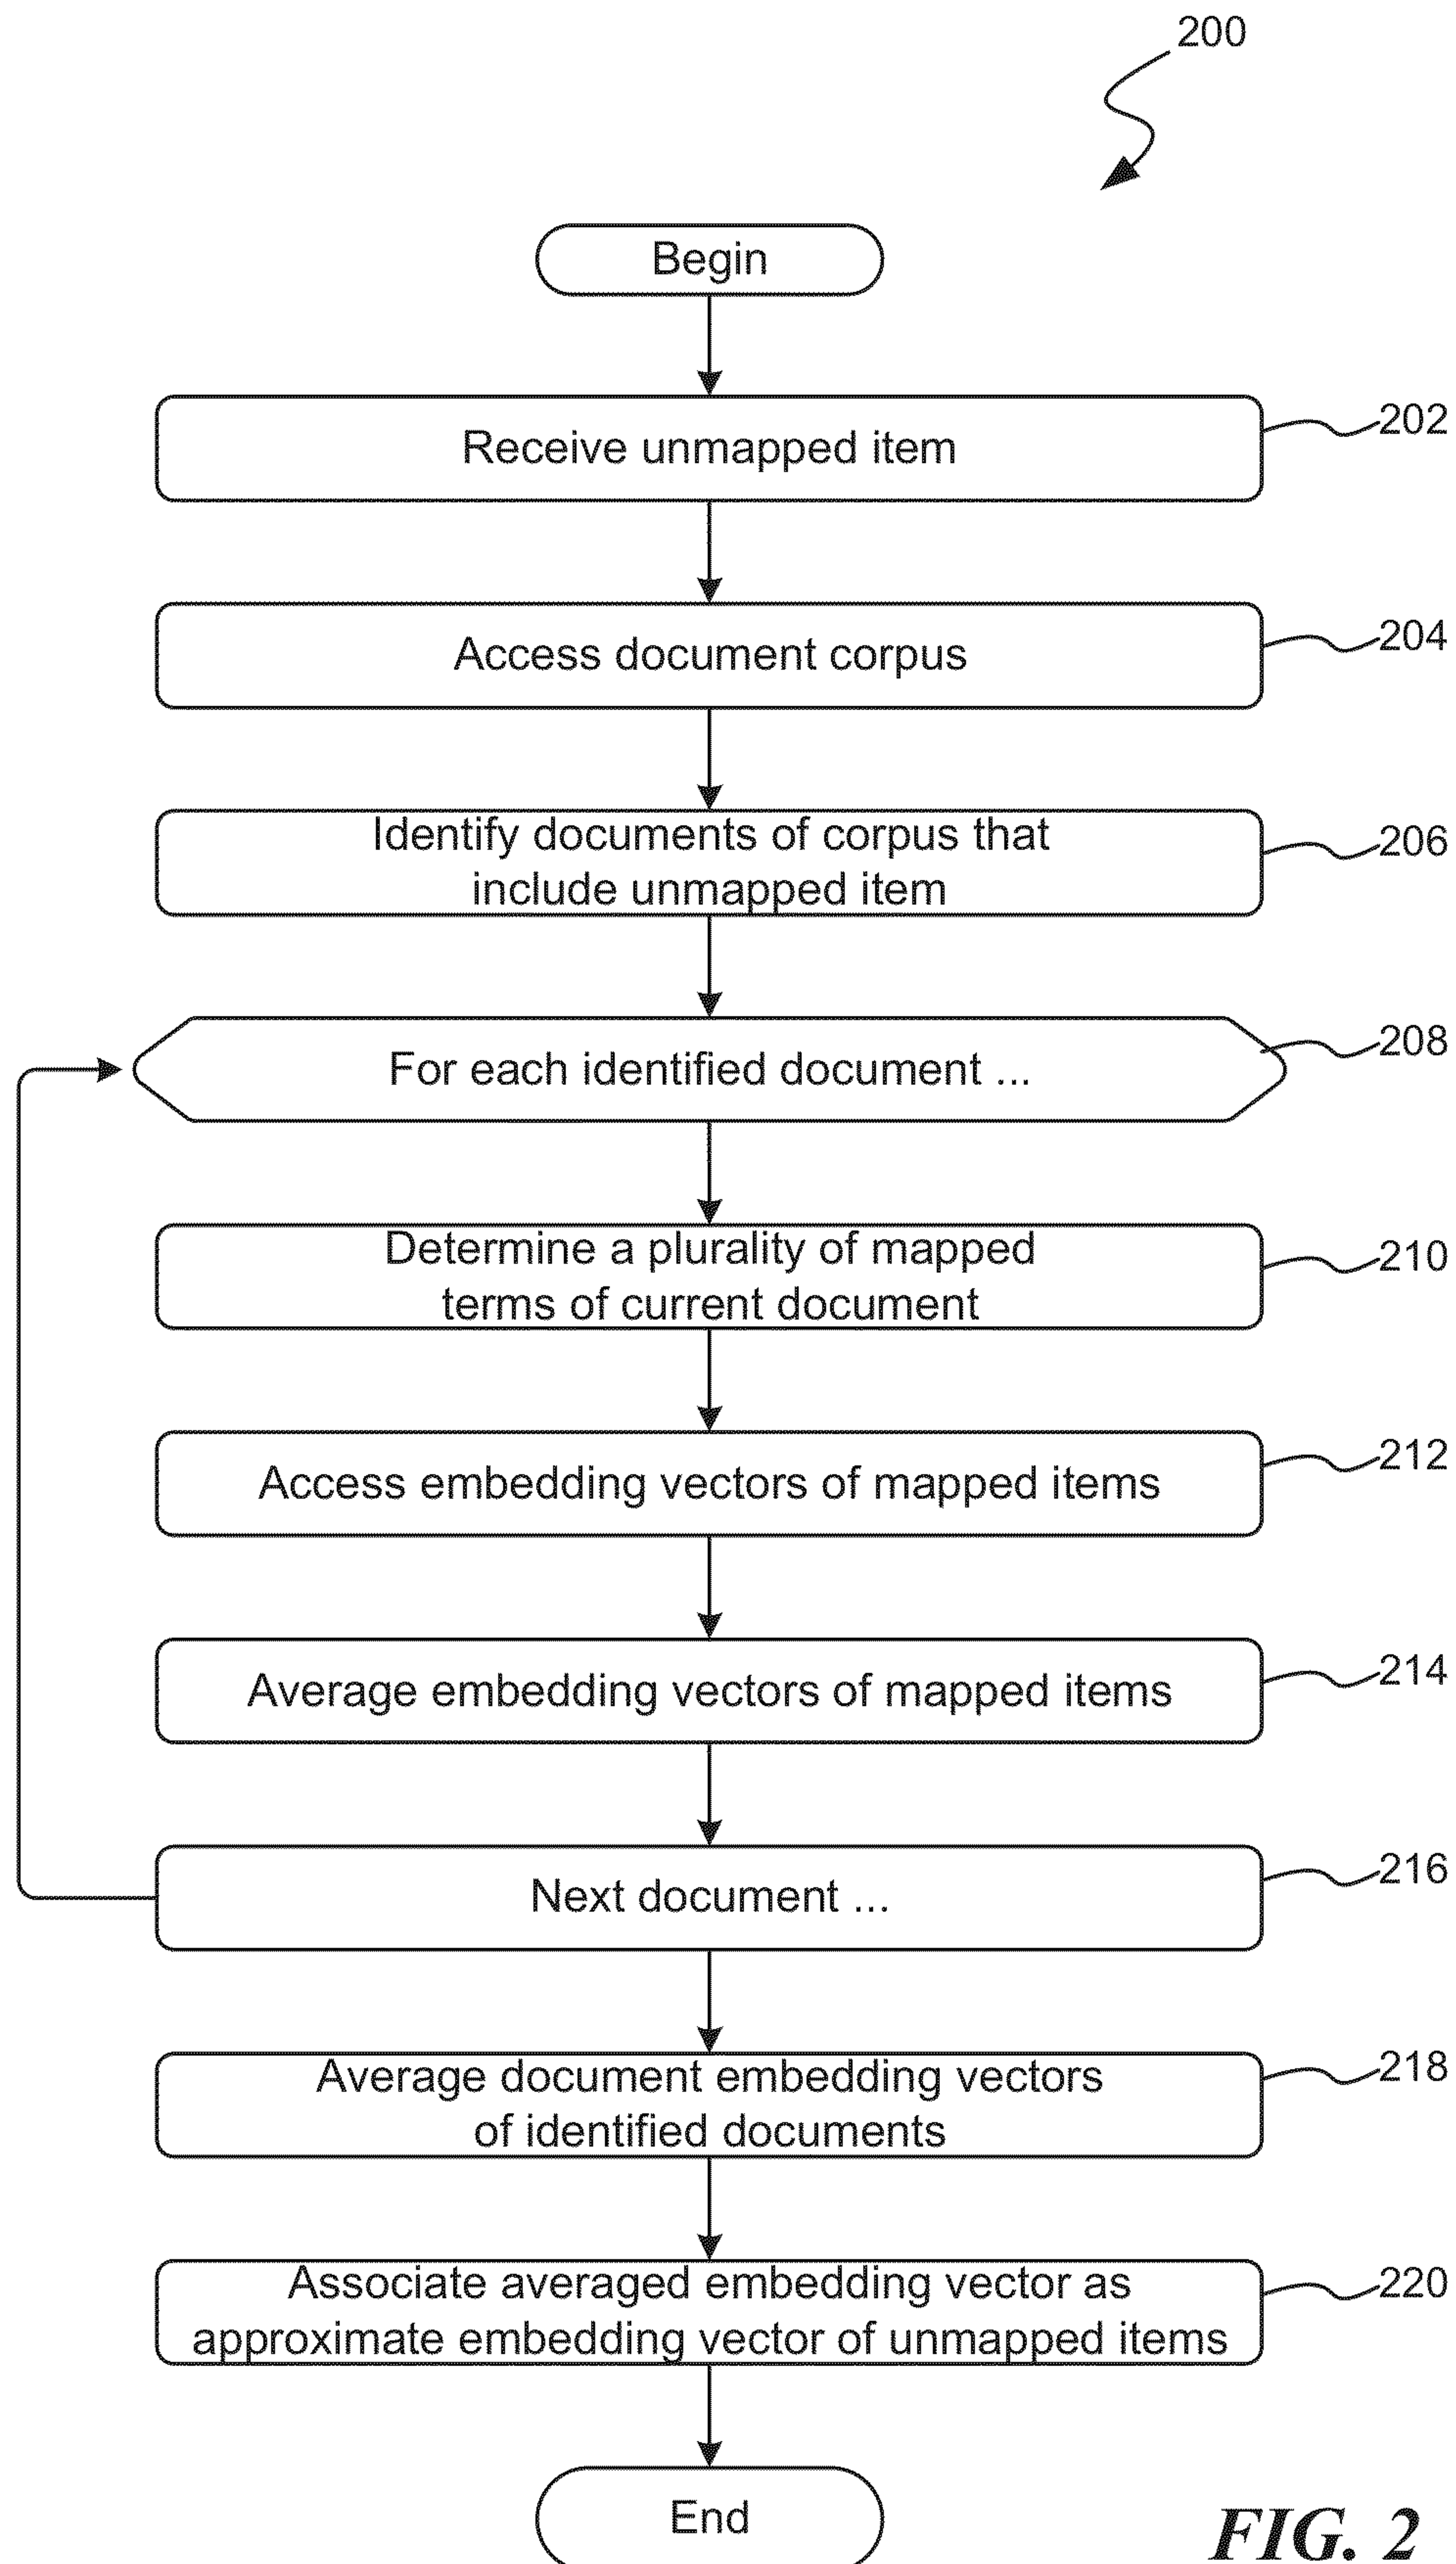 200
Begin
Receive unmapped item
202
Access document corpus
204
Identify documents of corpus that
include unmapped item
206
For each identified document ...
208
Determine a plurality of mapped
terms of current document
210
Access embedding vectors of mapped items
212
Average embedding vectors of mapped items
214
Next document ...
216
Average document embedding vectors
of identified documents
218
Associate averaged embedding vector as
approximate embedding vector of unmapped items
220
End
FIG. 2